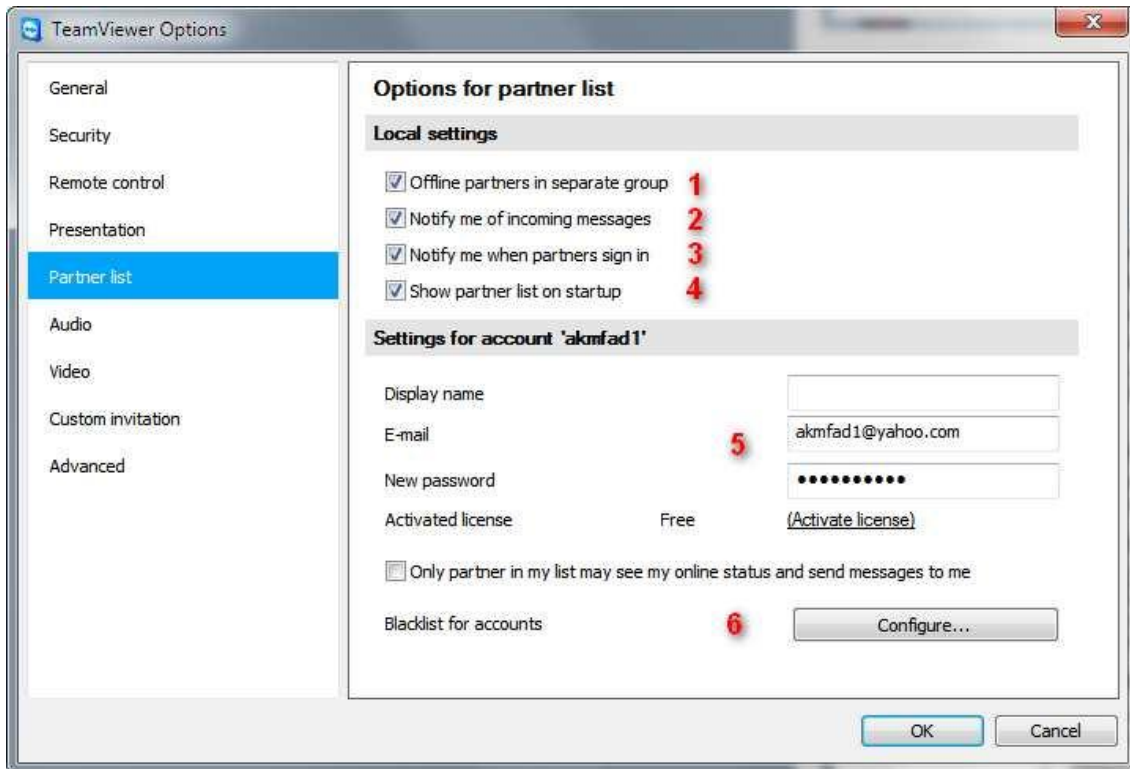 TeamViewer Options
General
Security
Remote control
Presentation
Partner list
Audio
Video
Custom invitation
Advanced
Options for partner list
Local settings
Offline partners in separate group 1
Notify me of incoming messages 2
Notify me when partners sign in 3
Show partner list on startup 4
Settings for account 'akmfad1'
Display name
E-mail akmfad1@yahoo.com
5
New password ••••••••••
Activated license Free (Activate license)
Only partner in my list may see my online status and send messages to me
Blacklist for accounts 6 Configure...
OK Cancel